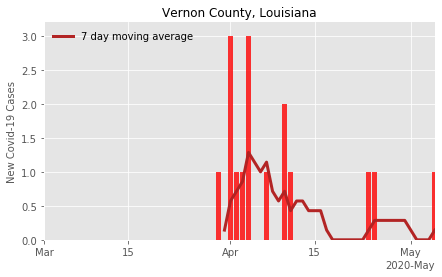 Vernon County, Louisiana
7 day moving average
New Covid-19 Cases
3.0
2.5
2.0
1.5
1.0
0.5
0.0
Mar 15 Apr 15 May
2020-May